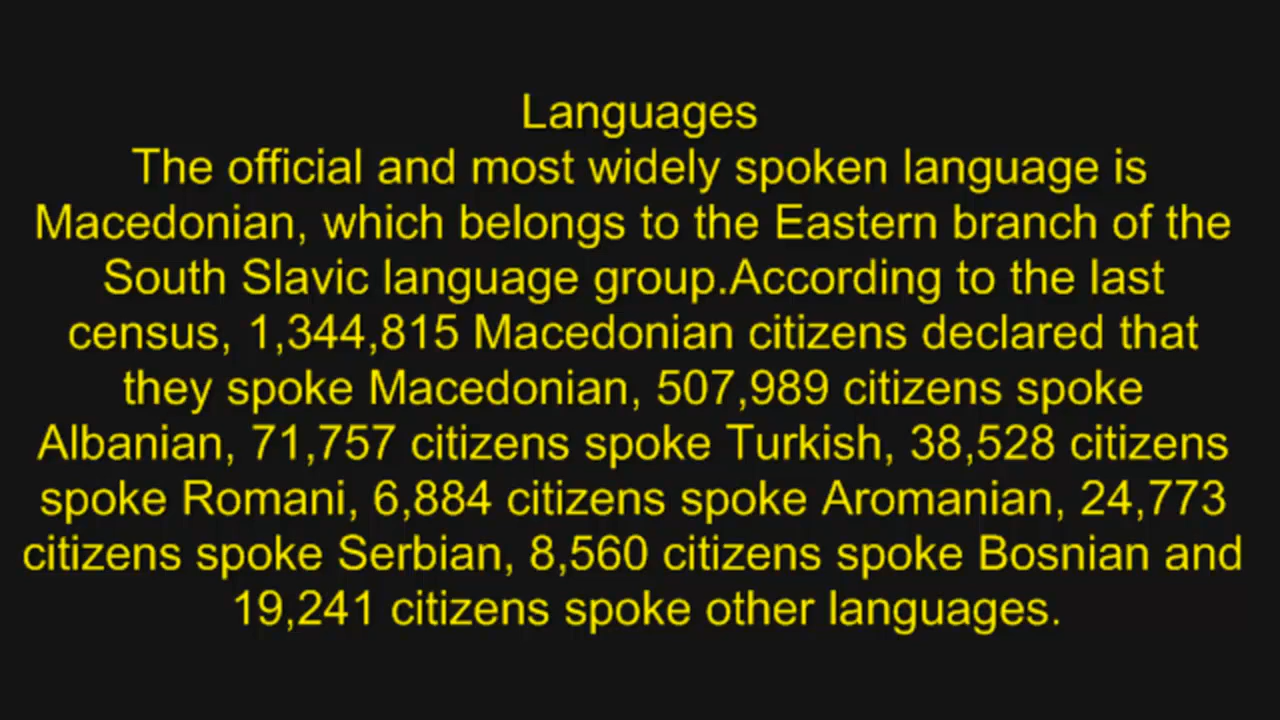 Languages
The official and most widely spoken language is
Macedonian, which belongs to the Eastern branch of the
South Slavic language group.According to the last
census, 1,344,815 Macedonian citizens declared that
they spoke Macedonian, 507,989 citizens spoke
Albanian, 71,757 citizens spoke Turkish, 38,528 citizens
spoke Romani, 6,884 citizens spoke Aromanian, 24,773
citizens spoke Serbian, 8,560 citizens spoke Bosnian and
19,241 citizens spoke other languages.